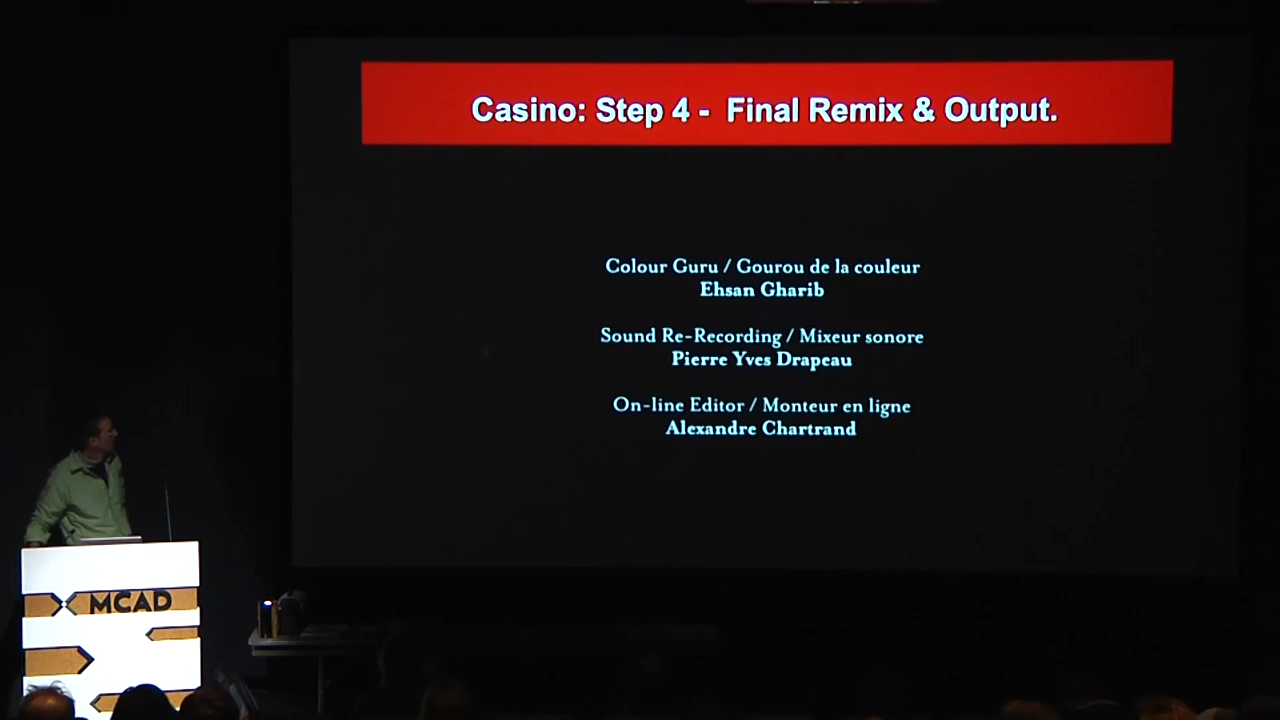 Casino: Step 4 - Final Remix & Output.
Colour Guru / Gourou de la couleur
Ehsan Gharib
Sound Re-Recording / Mixeur sonore
Pierre Yves Drapeau
On-line Editor / Monteur en ligne
Alexandre Chartrand
MCAD